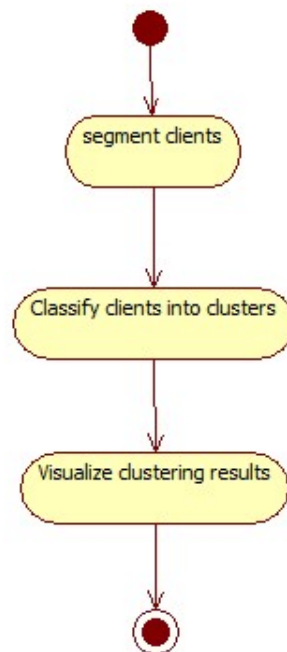 segment clients
Classify clients into clusters
Visualize clustering results